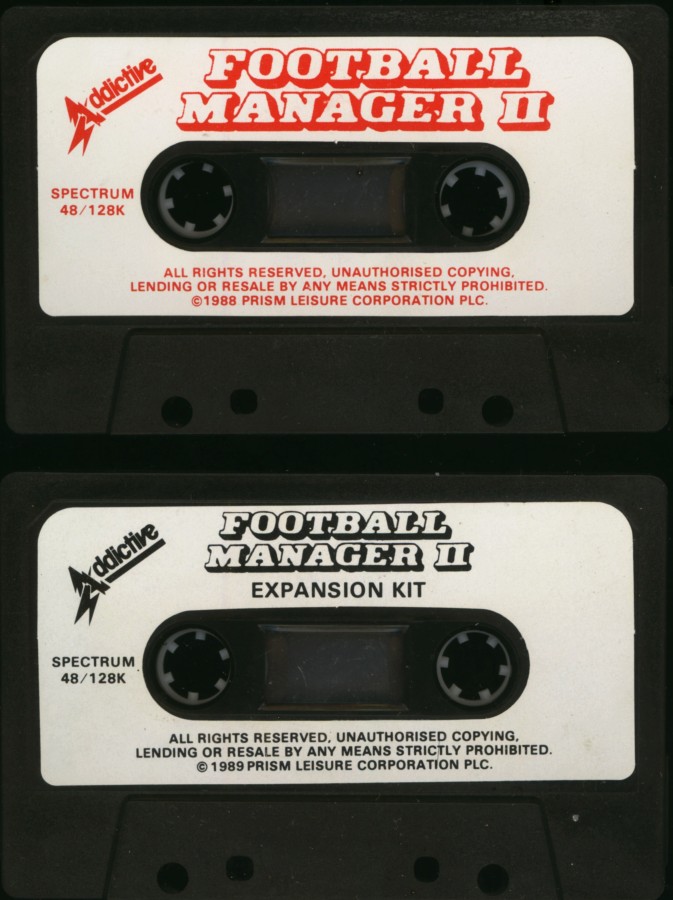 Addictive
FOOTBALL
MANAGER II
SPECTRUM
48/128K
ALL RIGHTS RESERVED, UNAUTHORISED COPYING,
LENDING OR RESALE BY ANY MEANS STRICTLY PROHIBITED.
©1988 PRISM LEISURE CORPORATION PLC.
Addictive
FOOTBALL
MANAGER II
EXPANSION KIT
SPECTRUM
48/128K
ALL RIGHTS RESERVED, UNAUTHORISED COPYING,
LENDING OR RESALE BY ANY MEANS STRICTLY PROHIBITED.
© 1989 PRISM LEISURE CORPORATION PLC.